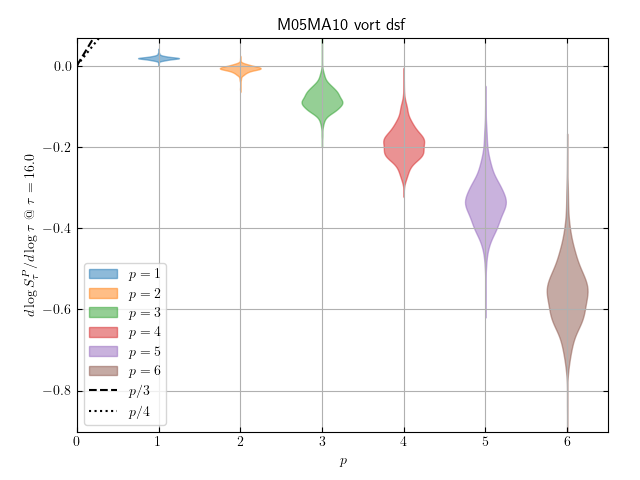 M05MA10 vort dsf
d log S_τ^P / d log τ @ τ = 16.0
0.0
−0.2
−0.4
−0.6
−0.8
p = 1
p = 2
p = 3
p = 4
p = 5
p = 6
p/3
p/4
0 1 2 3 4 5 6
p